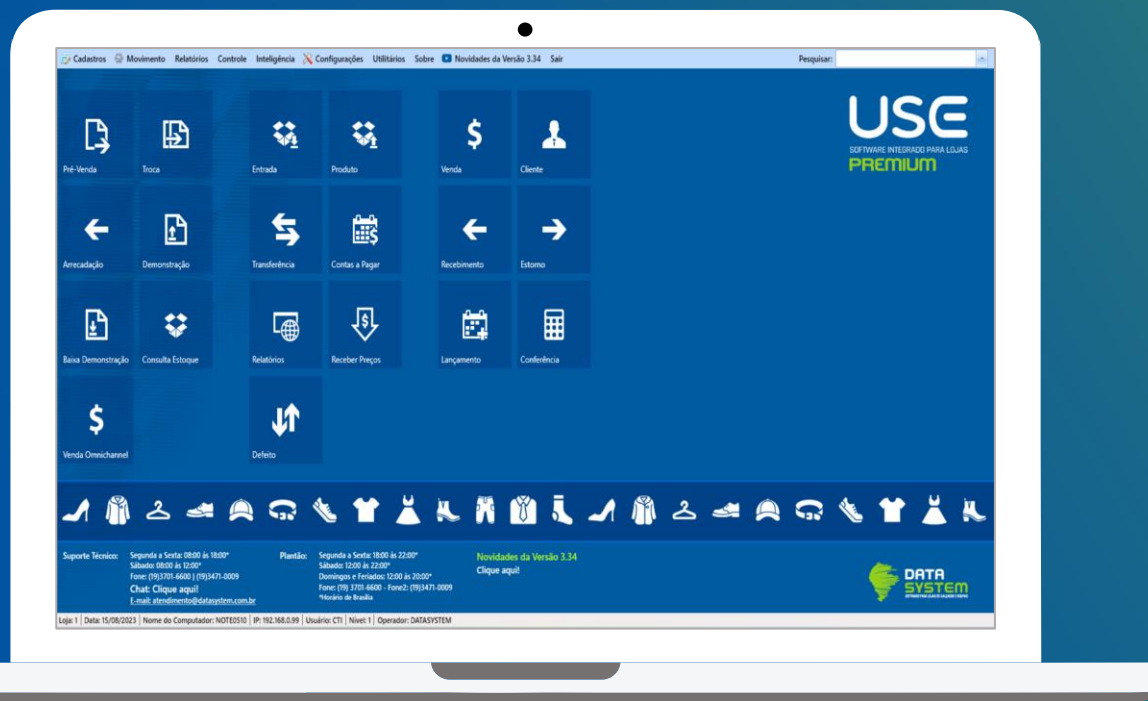 Cadastros Movimento Relatórios Controle Inteligência Configurações Utilitários Sobre Novidades da Versão 3.34 Sair Pesquisar:
USE
SOFTWARE INTEGRADO PARA LOJAS
PREMIUM
Pré-Venda Troca Entrada Produto Venda Cliente
Arrecadação Demonstração Transferência Contas a Pagar Recebimento Estorno
Baixa Demonstração Consulta Estoque Relatórios Receber Preços Lançamento Conferência
Venda Omnichannel Defeito
Suporte Técnico: Segunda a Sexta: 08:00 às 18:00*
Sábado: 08:00 às 12:00*
Fone: (19)3701-6600 | (19)3471-0009
Chat: Clique aqui!
E-mail: atendimento@datasystem.com.br
Plantão: Segunda a Sexta: 18:00 às 22:00*
Sábado: 12:00 às 22:00*
Domingos e Feriados: 12:00 às 20:00*
Fone: (19) 3701-6600 - Fone2: (19)3471-0009
*Horário de Brasília
Novidades da Versão 3.34
Clique aqui!
DATA
SYSTEM
Loja: 1 Data: 15/08/2023 Nome do Computador: NOTE0510 IP: 192.168.0.99 Usuário: CTI Nível: 1 Operador: DATASYSTEM